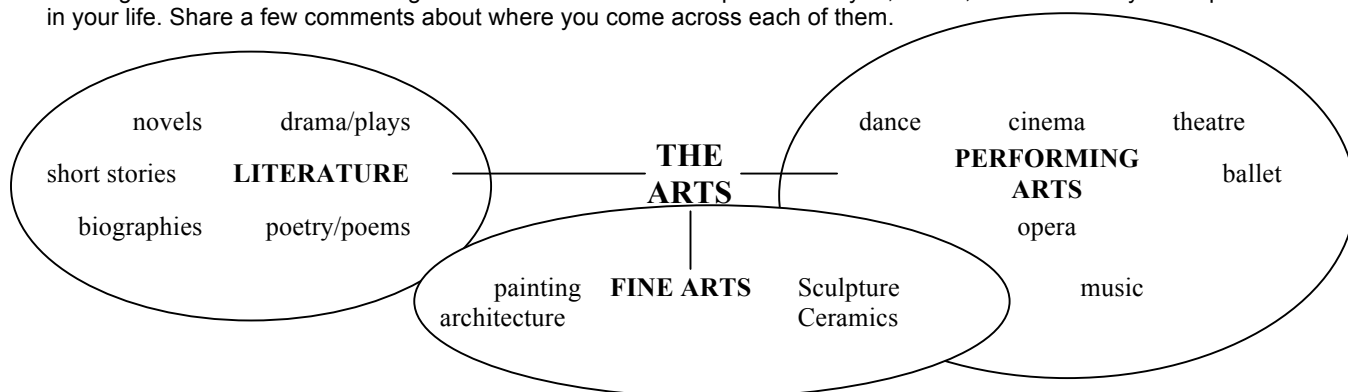 in your life. Share a few comments about where you come across each of them.
novels drama/plays
short stories LITERATURE
biographies poetry/poems
THE
ARTS
dance cinema theatre
PERFORMING
ARTS
ballet
opera
music
painting FINE ARTS Sculpture
architecture Ceramics